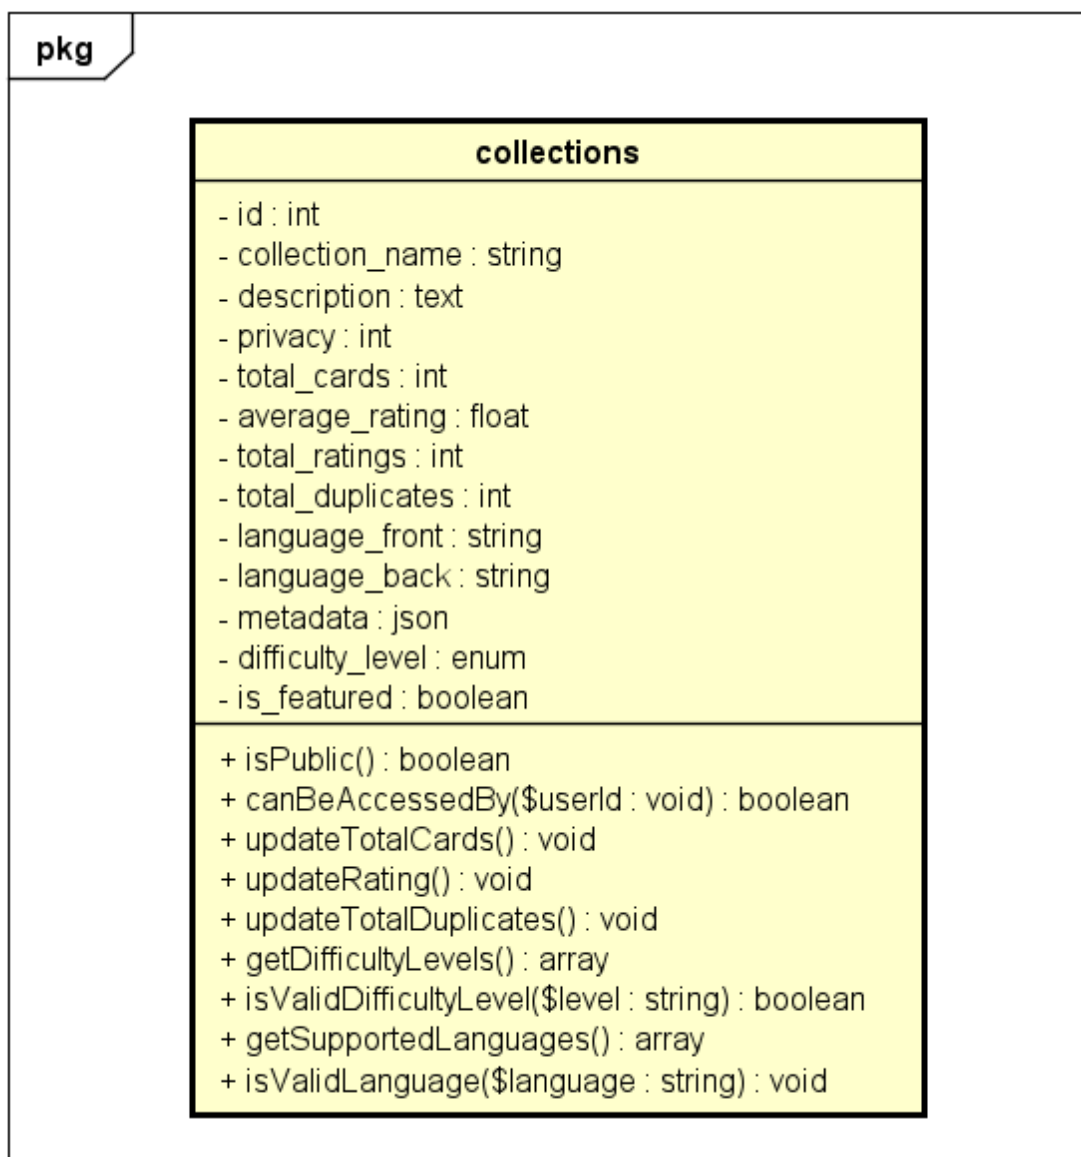 pkg
collections
- id : int
- collection_name : string
- description : text
- privacy : int
- total_cards : int
- average_rating : float
- total_ratings : int
- total_duplicates : int
- language_front : string
- language_back : string
- metadata : json
- difficulty_level : enum
- is_featured : boolean
+ isPublic() : boolean
+ canBeAccessedBy($userId : void) : boolean
+ updateTotalCards() : void
+ updateRating() : void
+ updateTotalDuplicates() : void
+ getDifficultyLevels() : array
+ isValidDifficultyLevel($level : string) : boolean
+ getSupportedLanguages() : array
+ isValidLanguage($language : string) : void